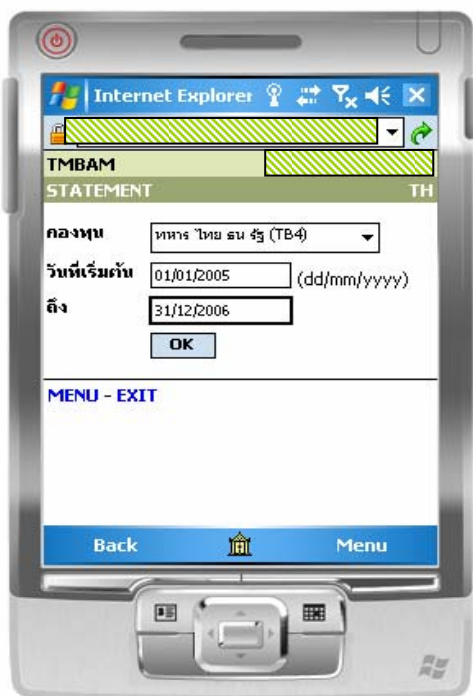 Internet Explorer
TMBAM
STATEMENT TH
กองทุน ทหาร ไทย ธน รัฐ (TB4)
วันที่เริ่มต้น 01/01/2005 (dd/mm/yyyy)
ถึง 31/12/2006
OK
MENU - EXIT
Back Menu